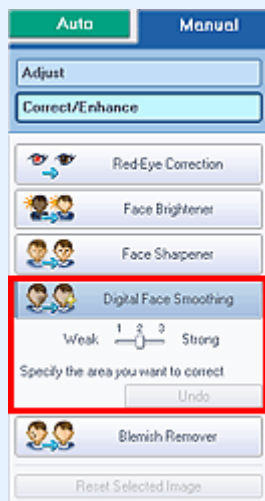 Auto Manual
Adjust
Correct/Enhance
Red-Eye Correction
Face Brightener
Face Sharpener
Digital Face Smoothing
1 2 3
Weak Strong
Specify the area you want to correct
Undo
Blemish Remover
Reset Selected Image